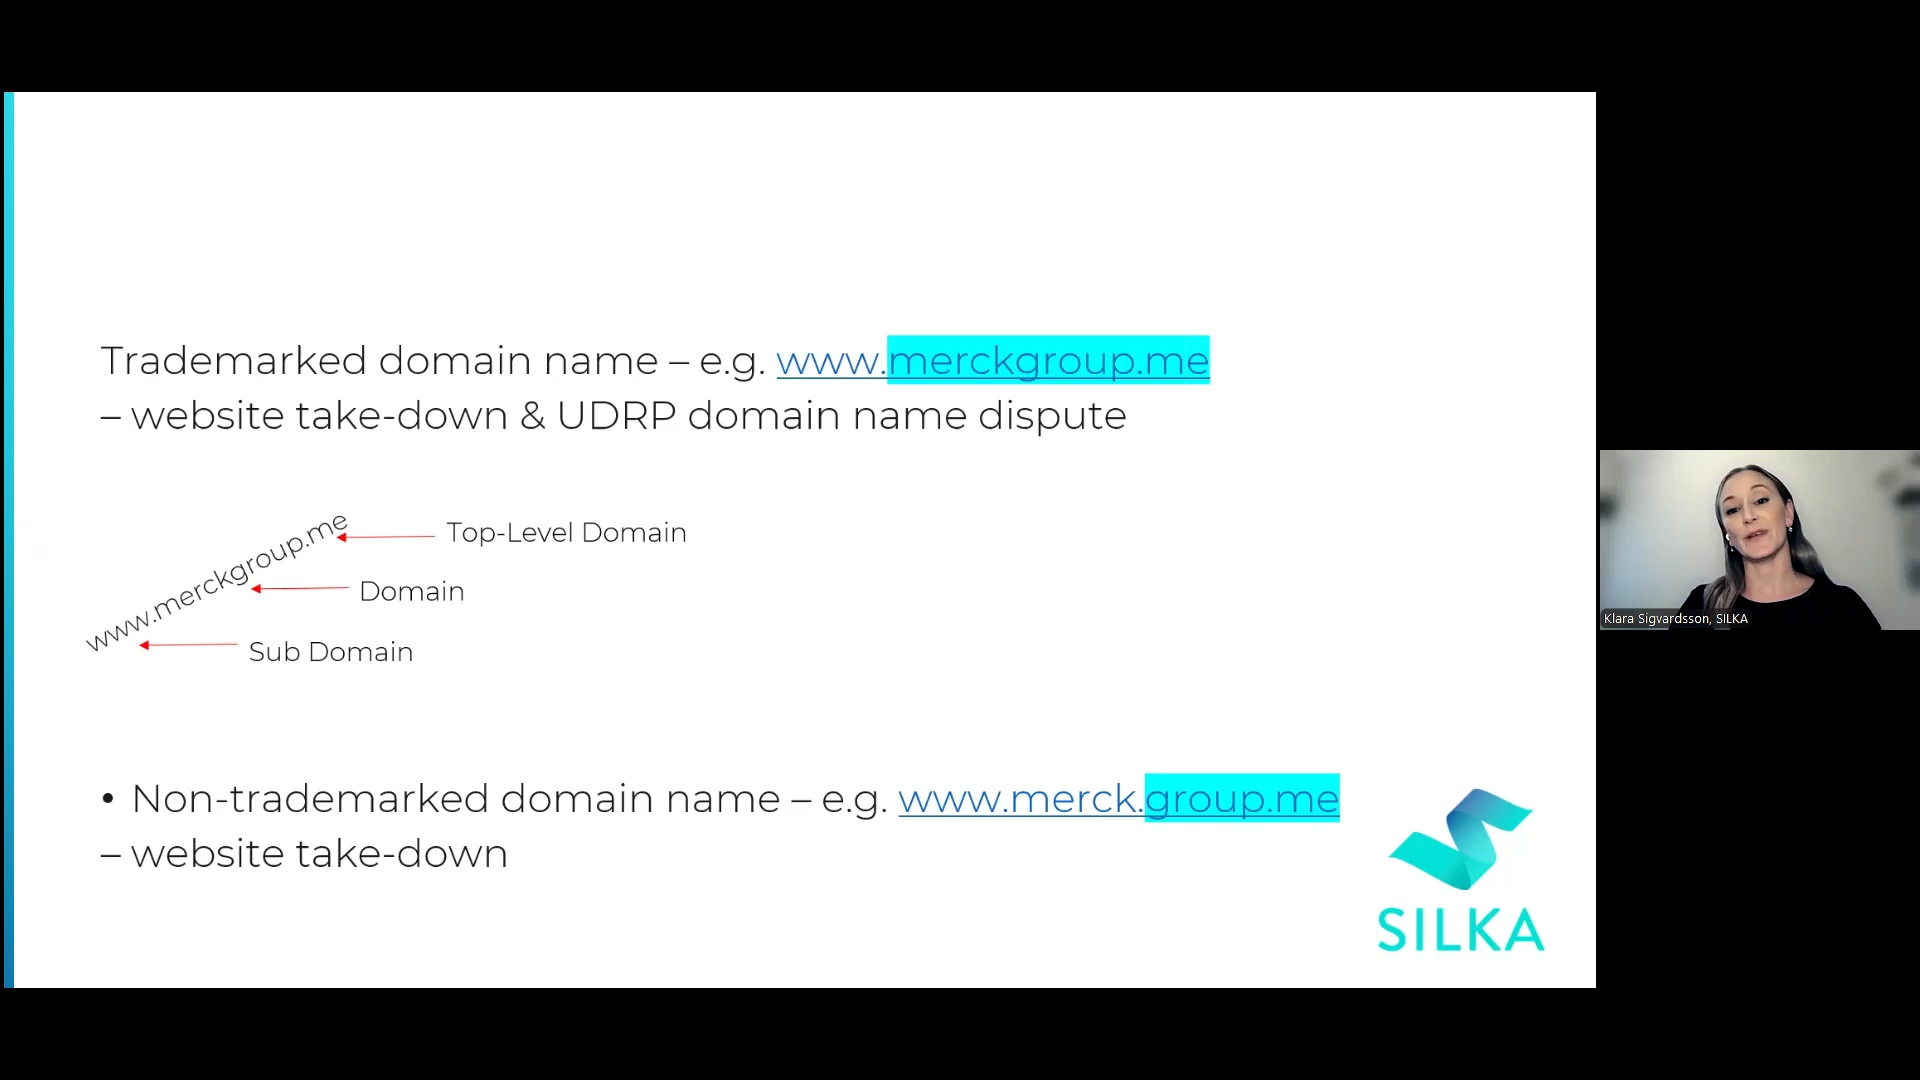 Trademarked domain name – e.g. www.merckgroup.me
– website take-down & UDRP domain name dispute
www.merckgroup.me
Top-Level Domain
Domain
Sub Domain
• Non-trademarked domain name – e.g. www.merck.group.me
– website take-down
SILKA
Klara Sigvardsson, SILKA